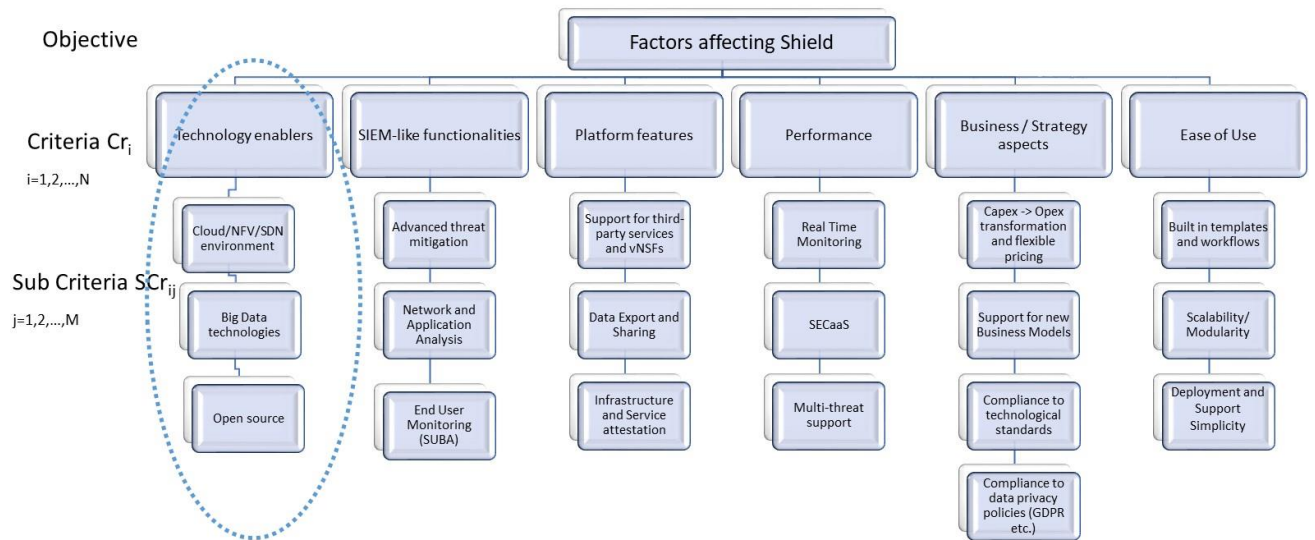 Objective
Factors affecting Shield
Criteria Cri
i=1,2,...,N
Technology enablers
SIEM-like functionalities
Platform features
Performance
Business / Strategy
aspects
Ease of Use
Sub Criteria SCrij
j=1,2,...,M
Cloud/NFV/SDN
environment
Big Data
technologies
Open source
Advanced threat
mitigation
Network and
Application
Analysis
End User
Monitoring
(SUBA)
Support for third-
party services
and vNSFs
Data Export and
Sharing
Infrastructure
and Service
attestation
Real Time
Monitoring
SECaaS
Multi-threat
support
Capex -> Opex
transformation
and flexible
pricing
Support for new
Business Models
Compliance to
technological
standards
Compliance to
data privacy
policies (GDPR
etc.)
Built in templates
and workflows
Scalability/
Modularity
Deployment and
Support
Simplicity